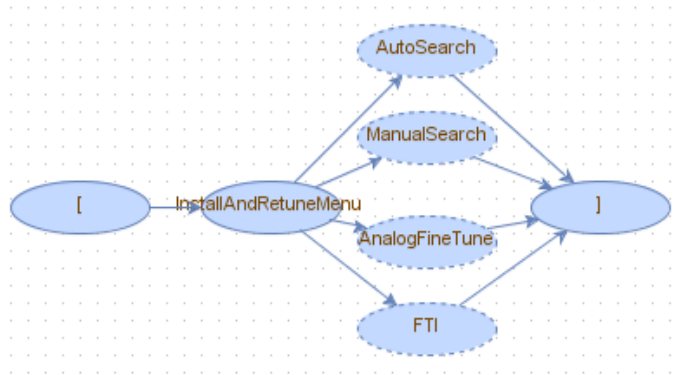 AutoSearch
ManualSearch
[
InstallAndRetuneMenu
]
AnalogFineTune
FTI